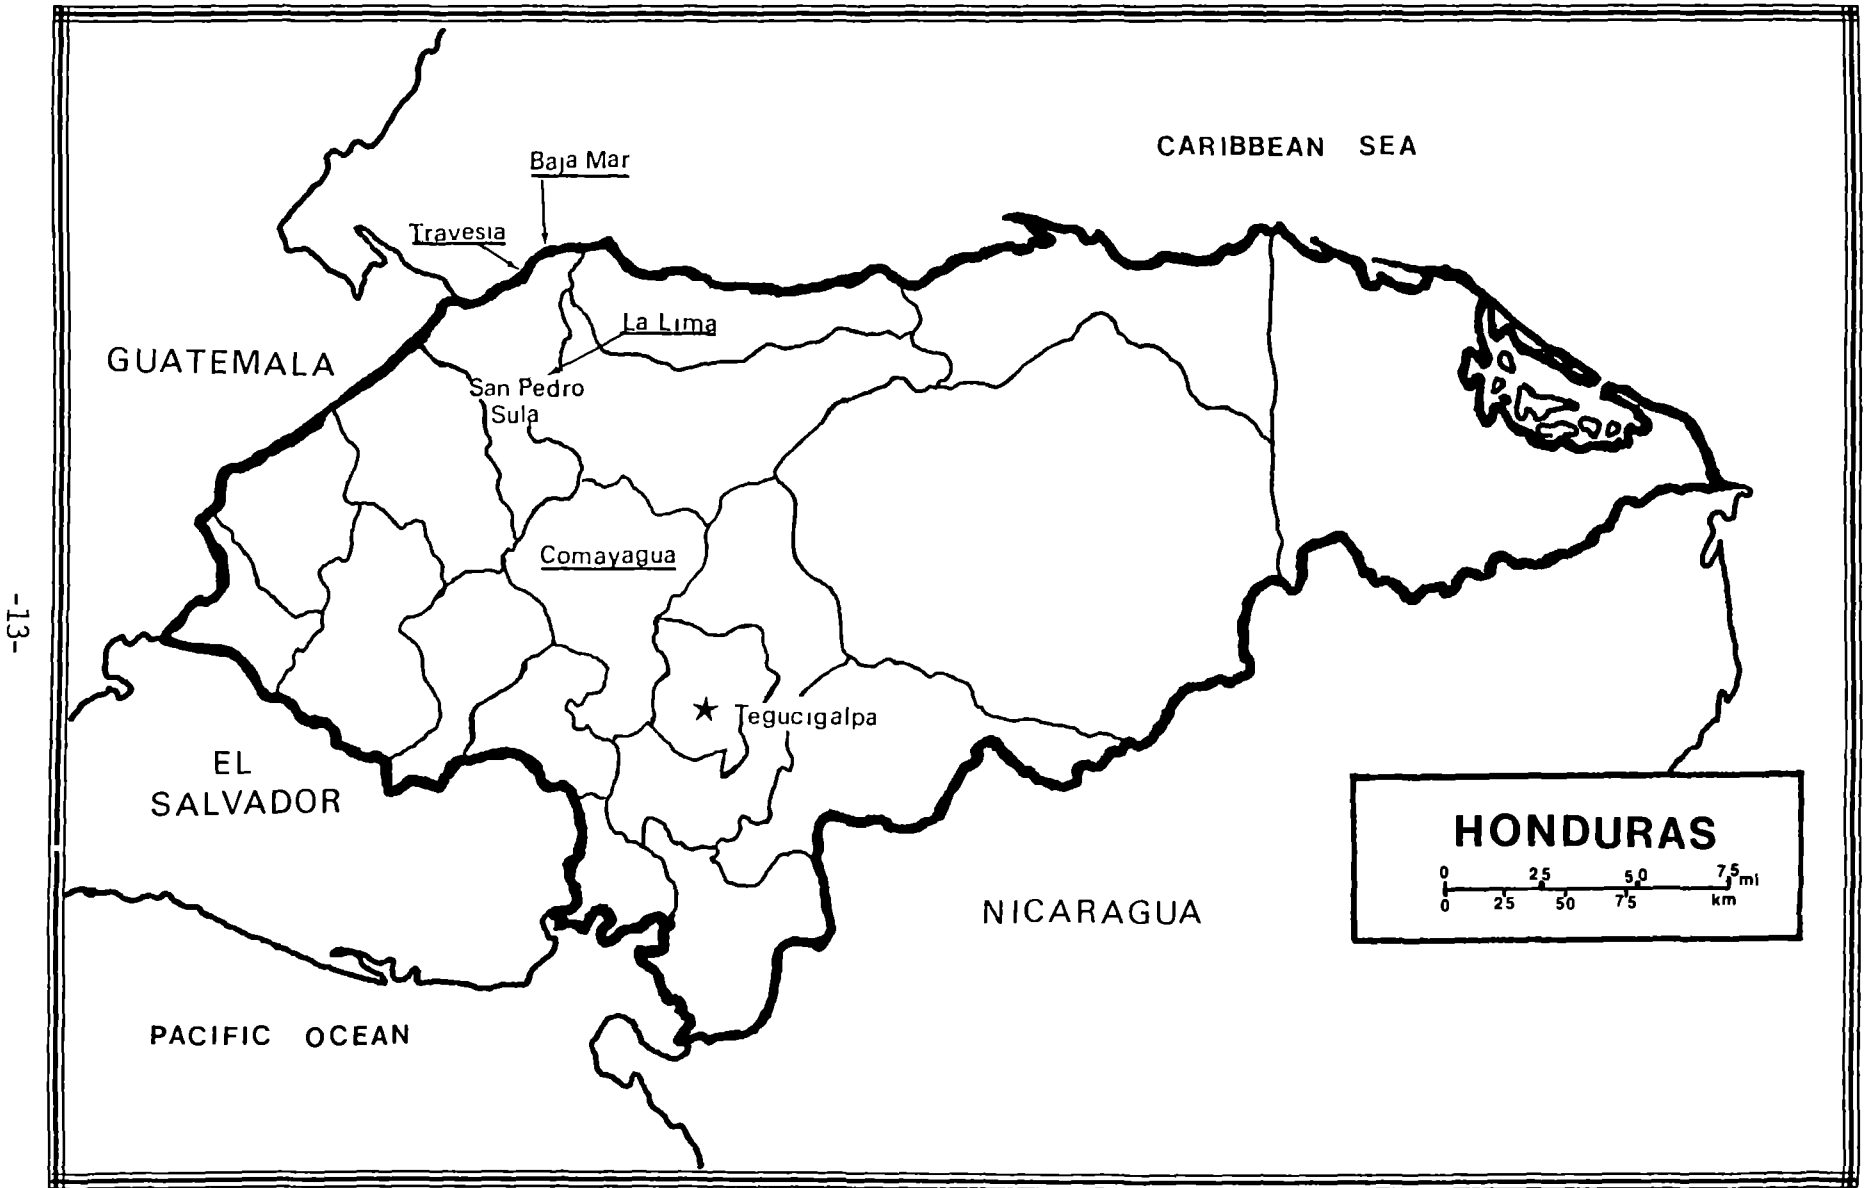 CARIBBEAN SEA
Baja Mar
Travesia
La Lima
GUATEMALA
San Pedro
Sula
Comayagua
-13-
Tegucigalpa
EL
SALVADOR
HONDURAS
0 25 50 75 mi
0 25 50 75 km
NICARAGUA
PACIFIC OCEAN